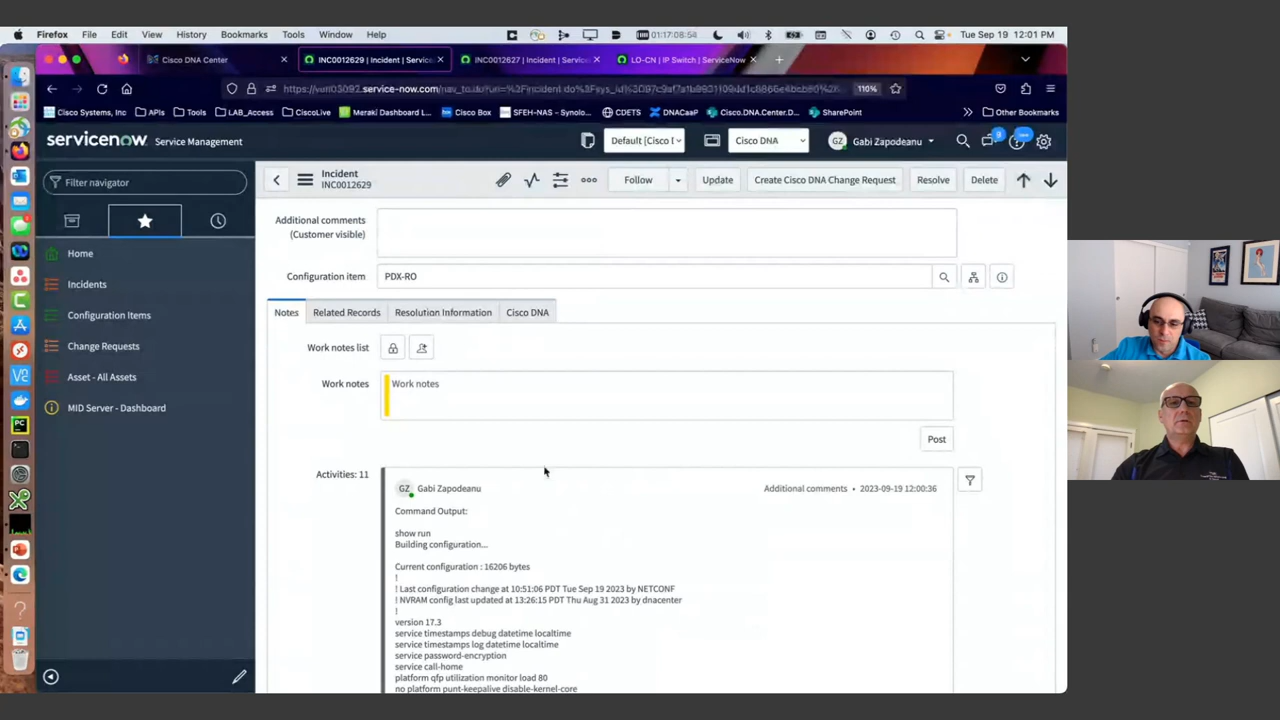 Firefox File Edit View History Bookmarks Tools Window Help
01:17:08:54
Tue Sep 19 12:01 PM
Cisco DNA Center
INC0012629 | Incident | Service
INC0012627 | Incident | Service
LO-CN | IP Switch | ServiceNow
110%
Cisco Systems, Inc
APIs
Tools
LAB_Access
CiscoLive
Meraki Dashboard L...
Cisco Box
SFEH-NAS - Synolo...
CDETS
DNACaaP
Cisco.DNA.Center.D...
SharePoint
Other Bookmarks
servicenow Service Management
Default [Cisco
Cisco DNA
GZ Gabi Zapodeanu
Filter navigator
Home
Incidents
Configuration Items
Change Requests
Asset - All Assets
MID Server - Dashboard
Incident
INC0012629
Follow
Update
Create Cisco DNA Change Request
Resolve
Delete
Additional comments
(Customer visible)
Configuration item
PDX-RO
Notes
Related Records
Resolution Information
Cisco DNA
Work notes list
Work notes
Work notes
Post
Activities: 11
GZ Gabi Zapodeanu
Additional comments • 2023-09-19 12:00:36
Command Output:
show run
Building configuration...
Current configuration : 16206 bytes
!
! Last configuration change at 10:51:06 PDT Tue Sep 19 2023 by NETCONF
! NVRAM config last updated at 13:26:15 PDT Thu Aug 31 2023 by dnacenter
!
version 17.3
service timestamps debug datetime localtime
service timestamps log datetime localtime
service password-encryption
service call-home
platform qfp utilization monitor load 80
no platform punt-keepalive disable-kernel-core